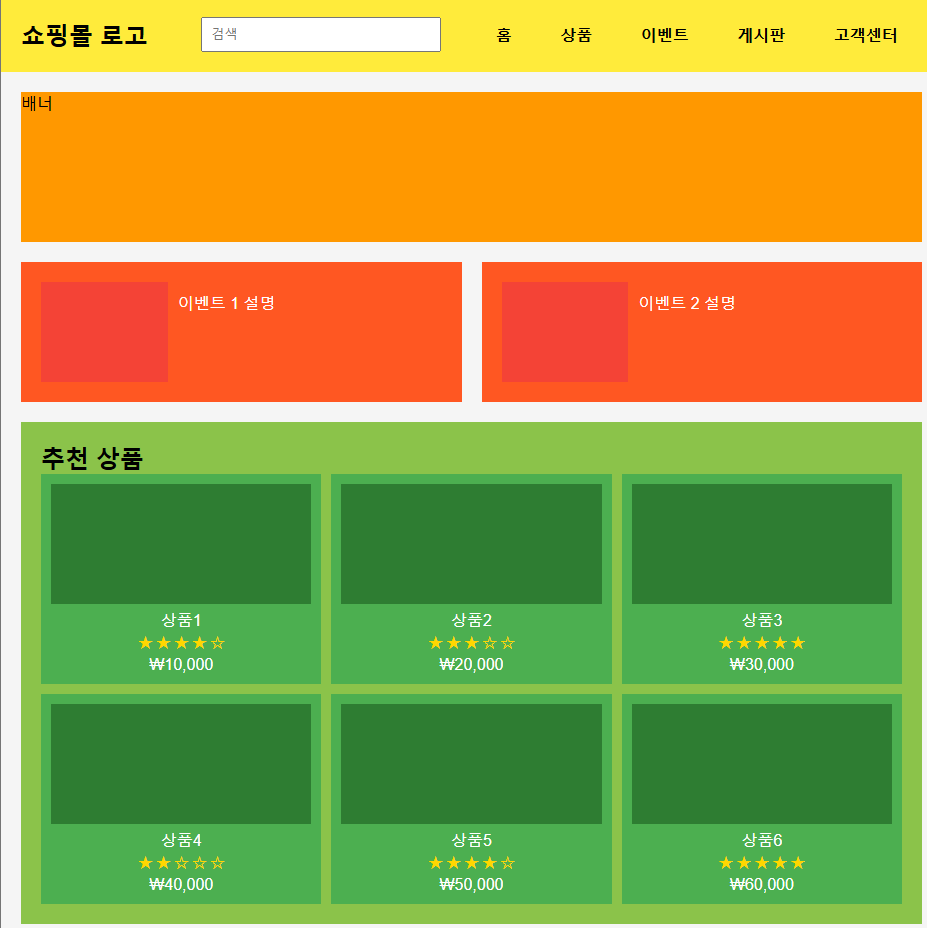 쇼핑몰 로고 검색 홈 상품 이벤트 게시판 고객센터
배너
이벤트 1 설명 이벤트 2 설명
추천 상품
상품1 상품2 상품3
★★★★☆ ★★★☆☆ ★★★★★
₩10,000 ₩20,000 ₩30,000
상품4 상품5 상품6
★★☆☆☆ ★★★★☆ ★★★★★
₩40,000 ₩50,000 ₩60,000